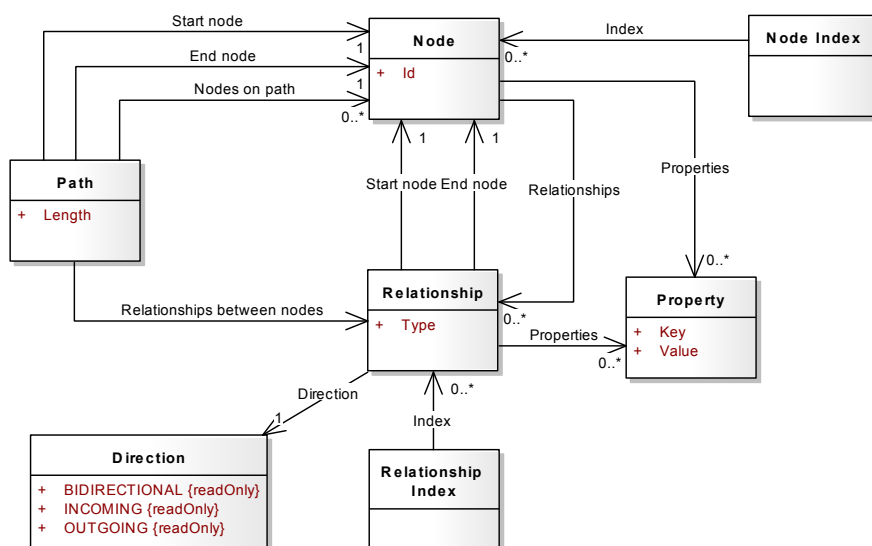 Start node
1
End node
1
Nodes on path
0..*
Node
+ Id
Index
0..*
Node Index
Path
+ Length
1
1
Start node
End node
Relationships
Properties
0..*
Relationships between nodes
Relationship
+ Type
0..*
Properties
0..*
Property
+ Key
+ Value
Direction
1
0..*
Index
Direction
+ BIDIRECTIONAL {readOnly}
+ INCOMING {readOnly}
+ OUTGOING {readOnly}
Relationship
Index